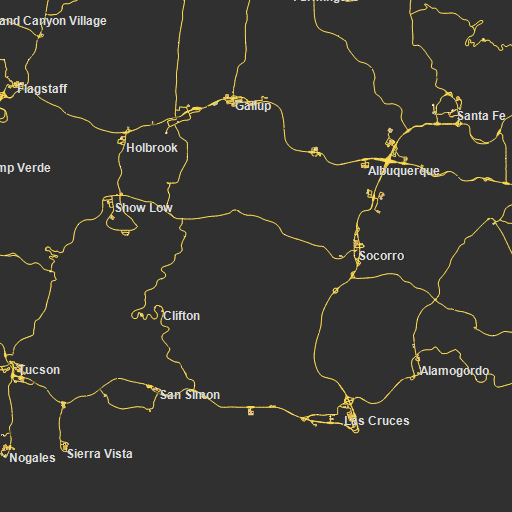 Farmington
and Canyon Village
Flagstaff
Gallup
Santa Fe
Holbrook
mp Verde
Albuquerque
Show Low
Socorro
Clifton
Tucson
Alamogordo
San Simon
Las Cruces
Sierra Vista
Nogales